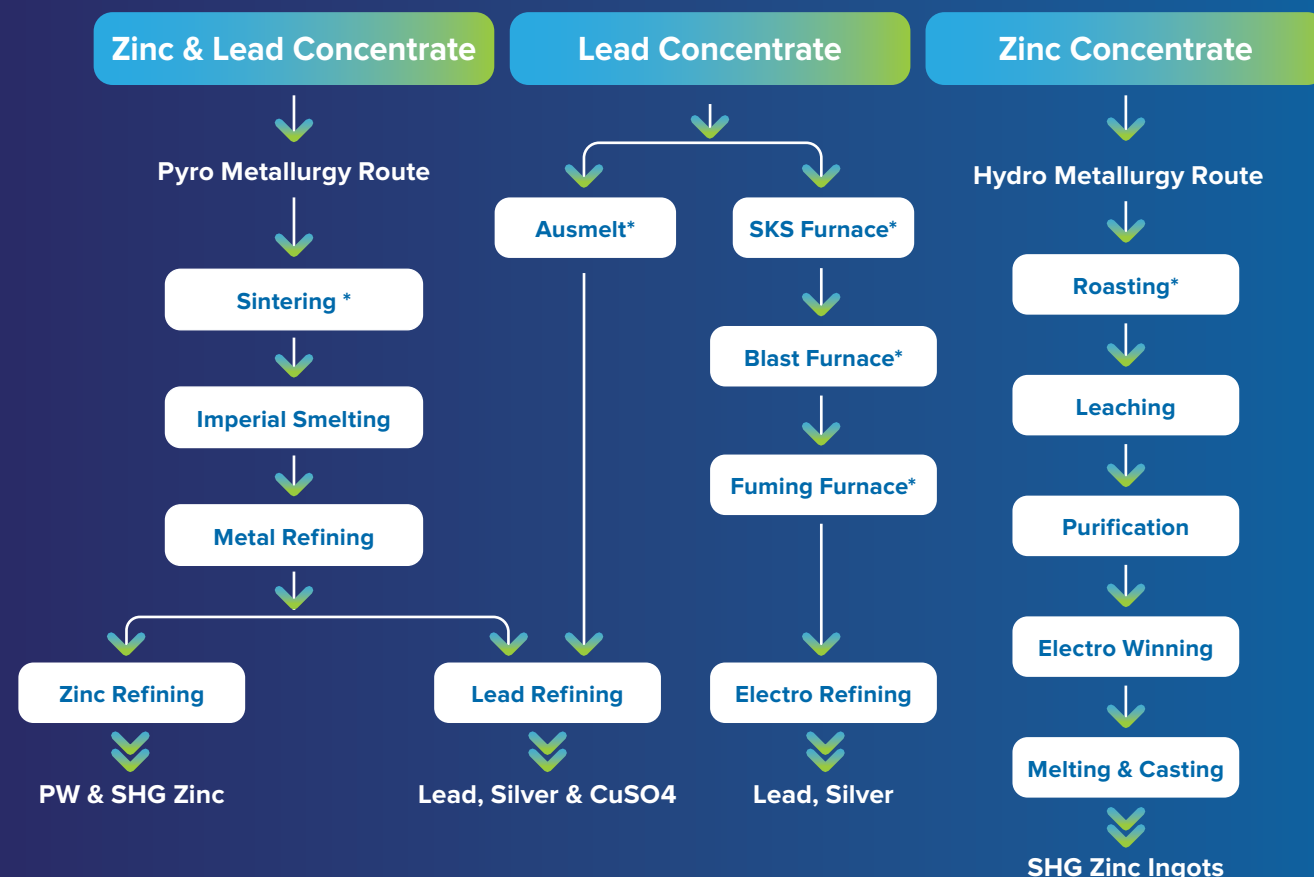 Zinc & Lead Concentrate
Pyro Metallurgy Route
Sintering *
Imperial Smelting
Metal Refining
Zinc Refining
PW & SHG Zinc
Lead Concentrate
Ausmelt*
Lead Refining
Lead, Silver & CuSO4
SKS Furnace*
Blast Furnace*
Fuming Furnace*
Electro Refining
Lead, Silver
Zinc Concentrate
Hydro Metallurgy Route
Roasting*
Leaching
Purification
Electro Winning
Melting & Casting
SHG Zinc Ingots